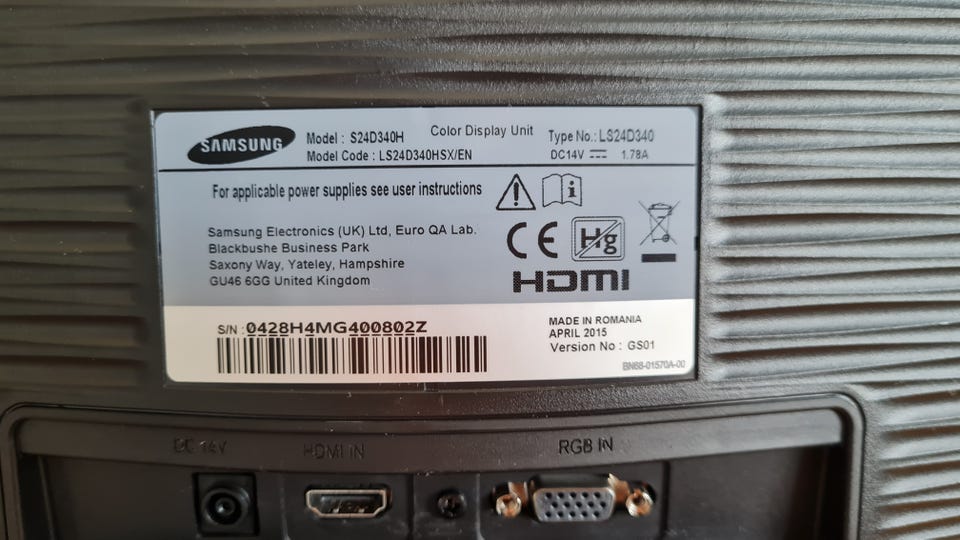 SAMSUNG
Model : S24D340H
Color Display Unit
Type No.: LS24D340
Model Code : LS24D340HSX/EN
DC14V ⎓ 1.78A
For applicable power supplies see user instructions
Samsung Electronics (UK) Ltd, Euro QA Lab.
Blackbushe Business Park
Saxony Way, Yateley, Hampshire
GU46 6GG United Kingdom
CE
Hg
HDMI
S/N : 0428H4MG400802Z
MADE IN ROMANIA
APRIL 2015
Version No : GS01
BN68-01570A-00
DC 14V
HDMI IN
RGB IN